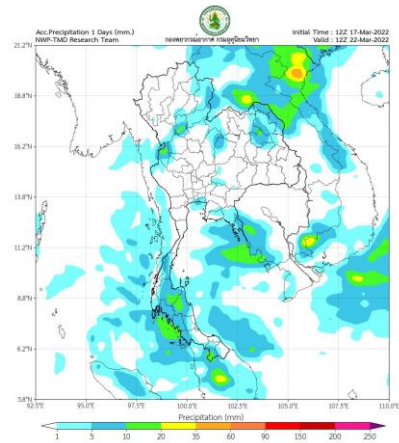 Acc.Precipitation 1 Days (mm.)
NWP-TMD Research Team
กองพยากรณ์อากาศ กรมอุตุนิยมวิทยา
Initial Time : 12Z 17-Mar-2022
Valid : 12Z 22-Mar-2022
21.2°N
18.8°N
16.2°N
13.8°N
11.2°N
8.8°N
6.2°N
3.8°N
92.5°E 95.0°E 97.5°E 100.0°E 102.5°E 105.0°E 107.5°E 110.0°E
Precipitation (mm)
1 5 10 20 35 60 90 150 200 250